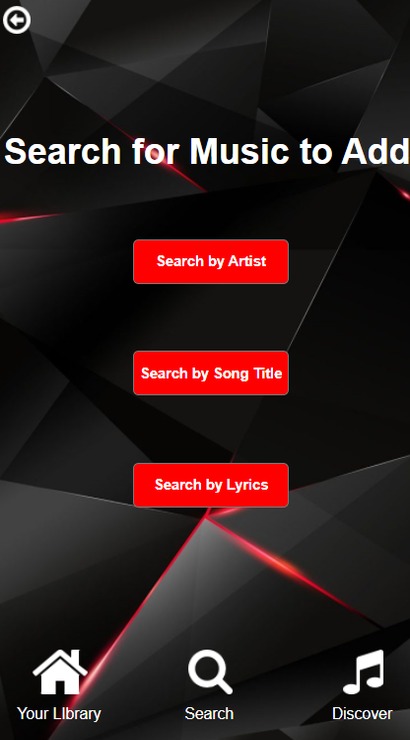 Search for Music to Add
Search by Artist
Search by Song Title
Search by Lyrics
Your LIbrary
Search
Discover